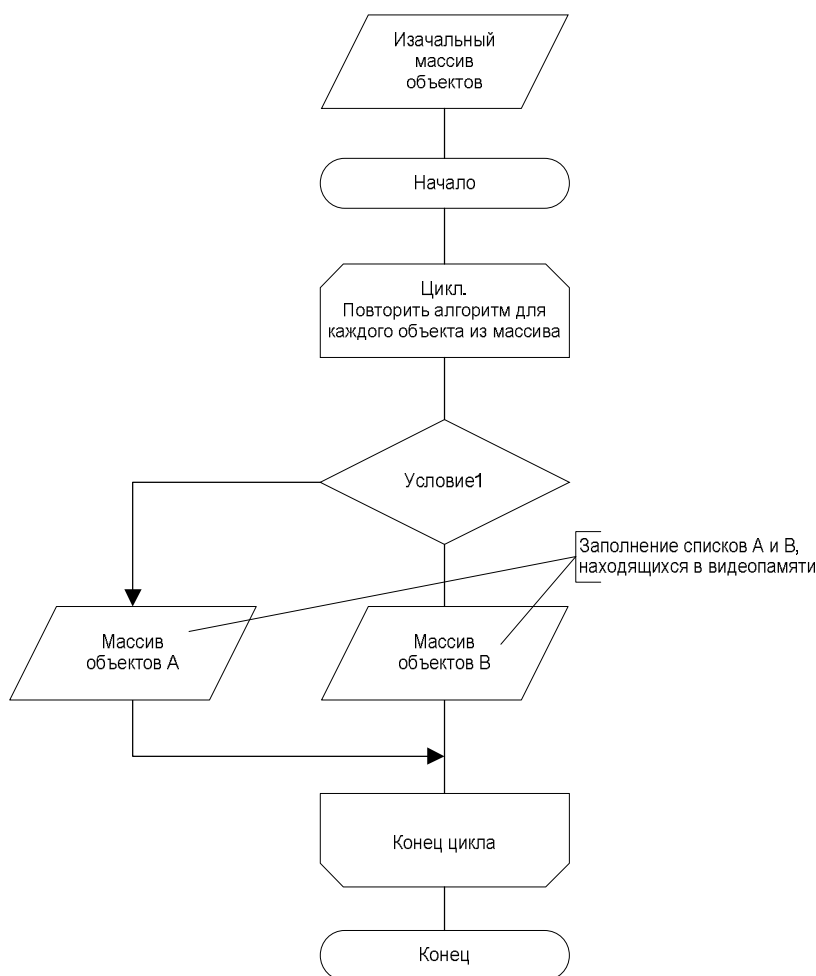 Изачальный
массив
объектов
Начало
Цикл.
Повторить алгоритм для
каждого объекта из массива
Условие1
Заполнение списков А и В,
находящихся в видеопамяти
Массив
объектов А
Массив
объектов В
Конец цикла
Конец